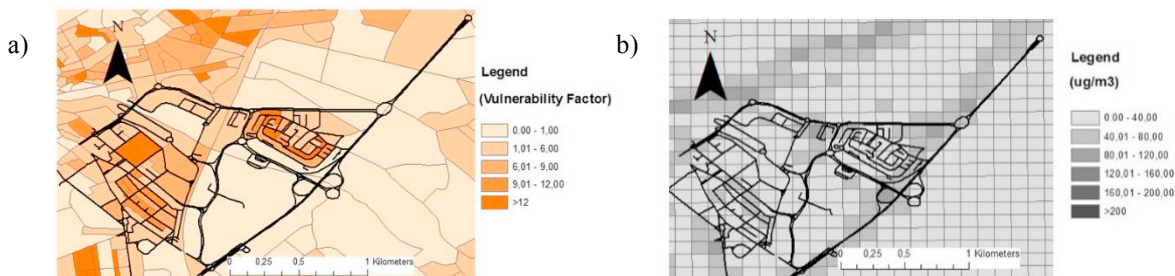 a)
N
Legend
(Vulnerability Factor)
0.00 - 1,00
1,01 - 6,00
6,01 - 9,00
9,01 - 12,00
>12
0 0,25 0,5 1 Kilometers
b)
N
Legend
(ug/m3)
0.00 - 40,00
40,01 - 80,00
80,01 - 120,00
120,01 - 160,00
160,01 - 200,00
>200
0 0,25 0,5 1 Kilometers